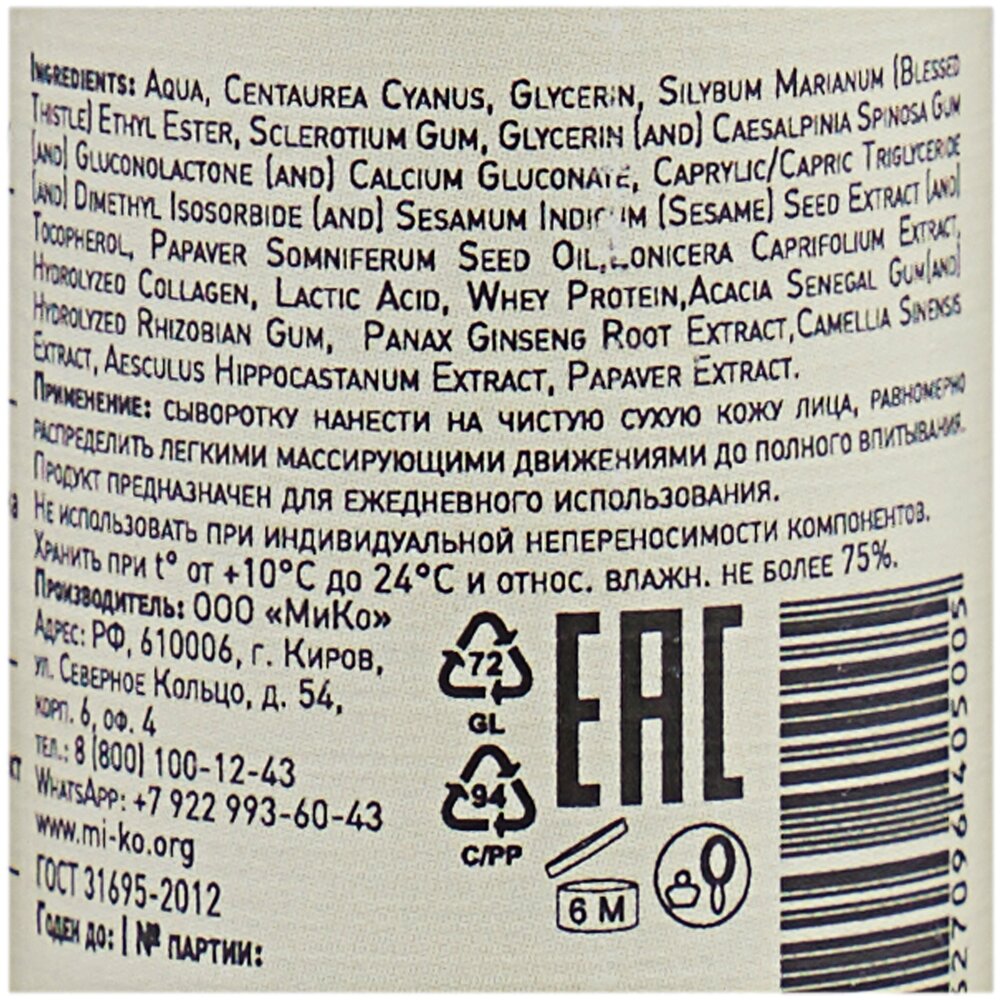 Ingredients: Aqua, Centaurea Cyanus, Glycerin, Silybum Marianum (Blessed
Thistle) Ethyl Ester, Sclerotium Gum, Glycerin (and) Caesalpinia Spinosa Gum
(and) Gluconolactone (and) Calcium Gluconate, Caprylic/Capric Triglyceride
(and) Dimethyl Isosorbide (and) Sesamum Indicum (Sesame) Seed Extract (and)
Tocopherol, Papaver Somniferum Seed Oil,Lonicera Caprifolium Extract,
Hydrolyzed Collagen, Lactic Acid, Whey Protein,Acacia Senegal Gum(and)
Hydrolyzed Rhizobian Gum, Panax Ginseng Root Extract,Camellia Sinensis
Extract, Aesculus Hippocastanum Extract, Papaver Extract.
Применение: сыворотку нанести на чистую сухую кожу лица, равномерно
распределить легкими массирующими движениями до полного впитывания.
Продукт предназначен для ежедневного использования.
Не использовать при индивидуальной непереносимости компонентов.
Хранить при t° от +10°C до 24°C и относ. влажн. не более 75%.
Производитель: ООО «МиКо»
Адрес: РФ, 610006, г. Киров,
ул. Северное Кольцо, д. 54,
корп. 6, оф. 4
тел.: 8 (800) 100-12-43
WhatsApp: +7 922 993-60-43
www.mi-ko.org
ГОСТ 31695-2012
Годен до: | № партии:
72
GL
94
C/PP
EAC
6 M
627096405005